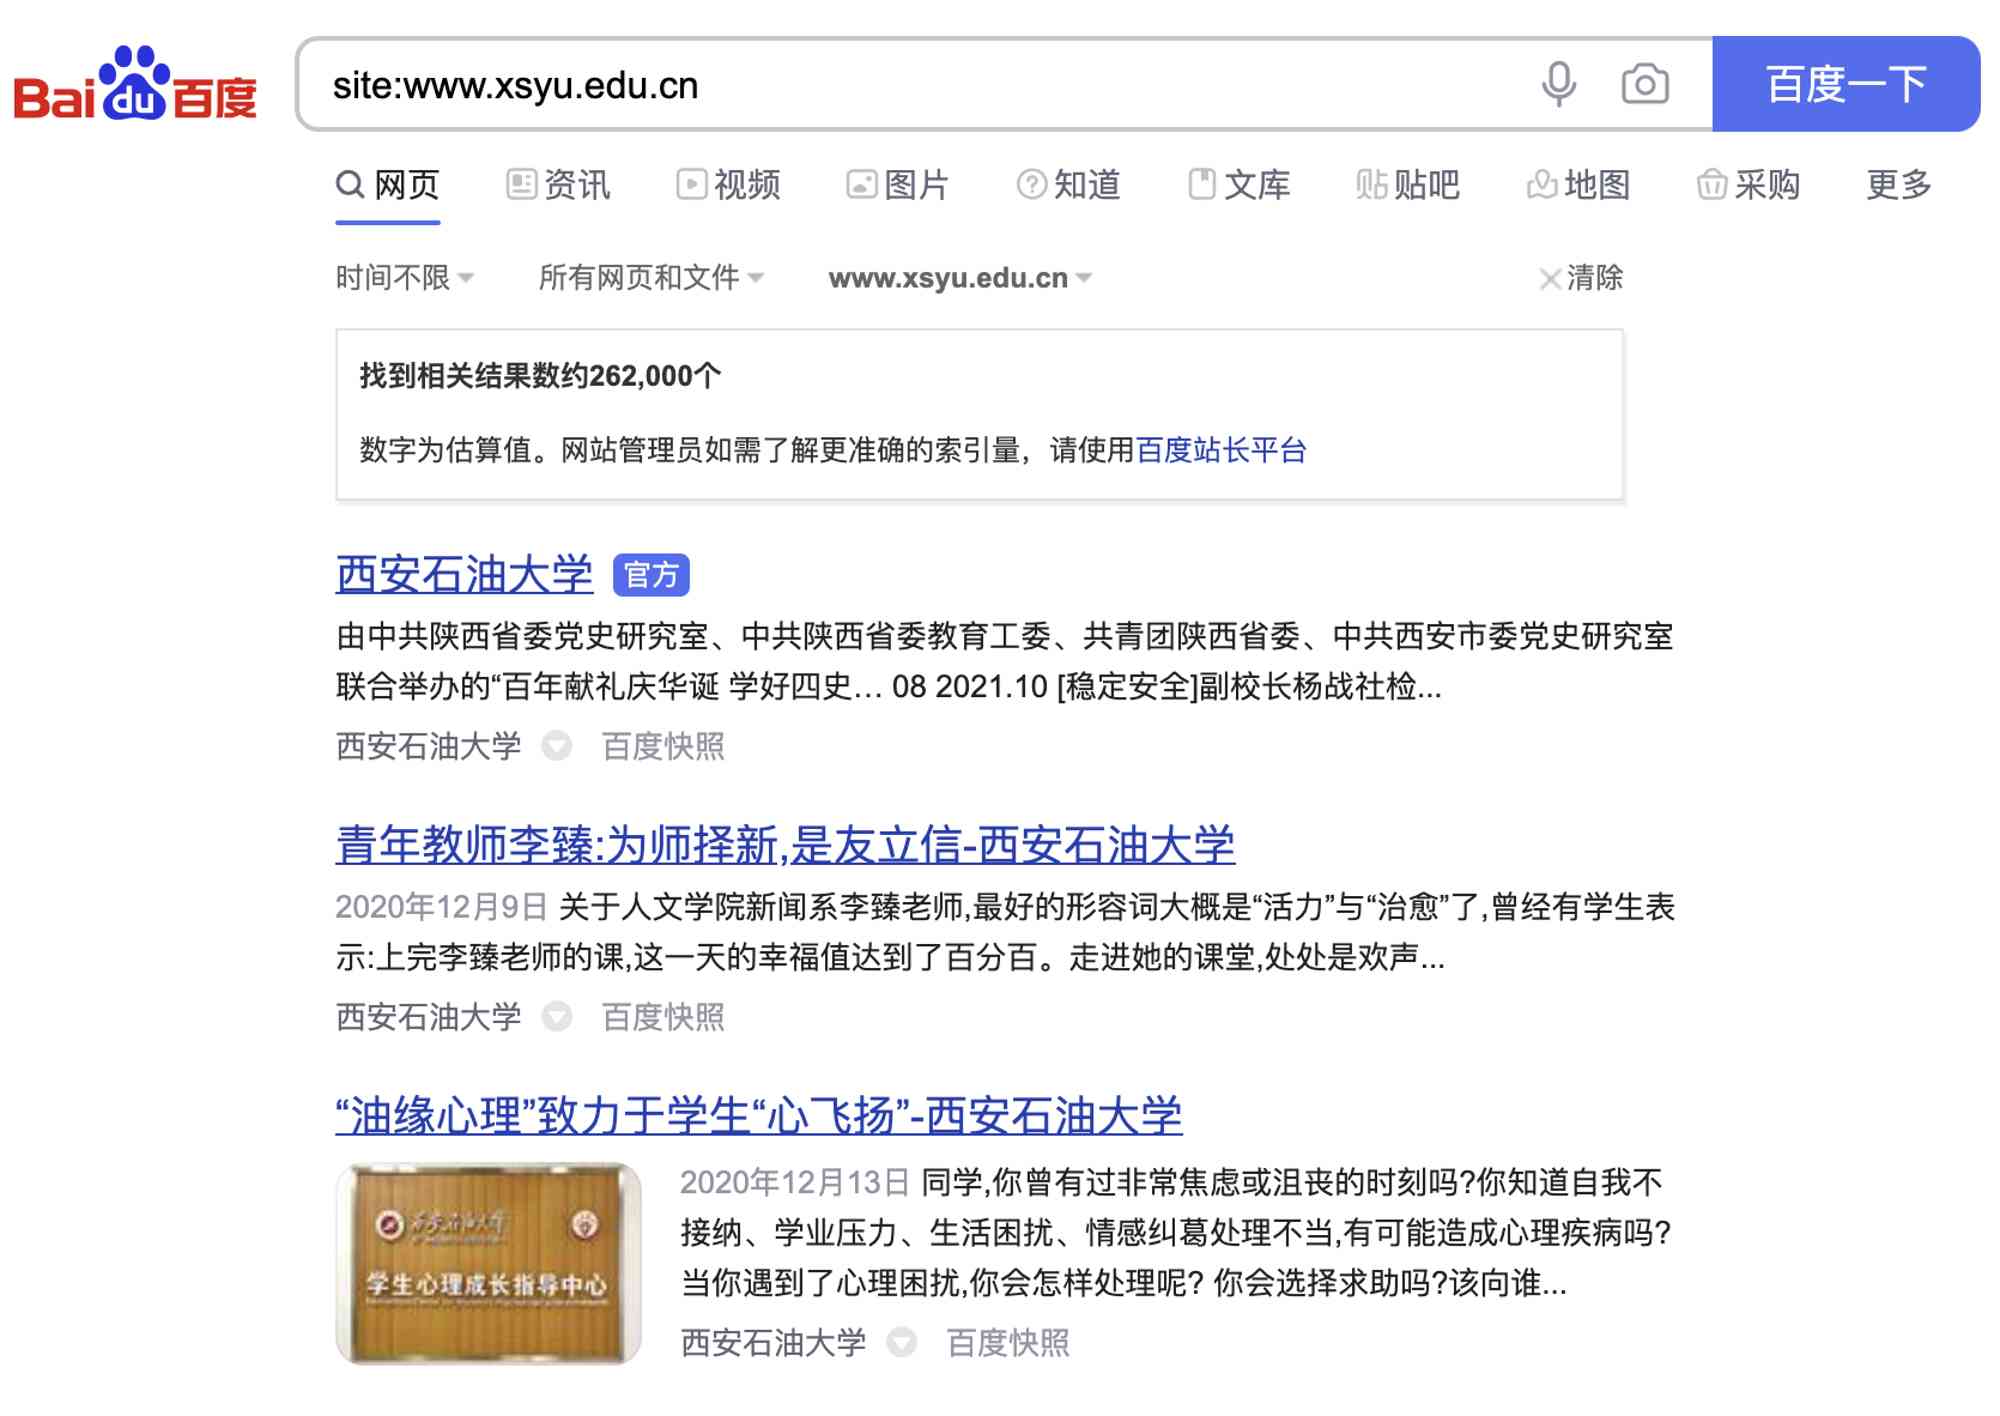 Bai du 百度
site:www.xsyu.edu.cn
百度一下
网页 资讯 视频 图片 知道 文库 贴吧 地图 采购 更多
时间不限 所有网页和文件 www.xsyu.edu.cn 清除
找到相关结果数约262,000个
数字为估算值。网站管理员如需了解更准确的索引量，请使用百度站长平台
西安石油大学 官方
由中共陕西省委党史研究室、中共陕西省委教育工委、共青团陕西省委、中共西安市委党史研究室
联合举办的“百年献礼庆华诞 学好四史... 08 2021.10 [稳定安全]副校长杨战社检...
西安石油大学 百度快照
青年教师李臻:为师择新,是友立信-西安石油大学
2020年12月9日 关于人文学院新闻系李臻老师,最好的形容词大概是“活力”与“治愈”了,曾经有学生表
示:上完李臻老师的课,这一天的幸福值达到了百分百。走进她的课堂,处处是欢声...
西安石油大学 百度快照
“油缘心理”致力于学生“心飞扬”-西安石油大学
西安石油大学
学生心理成长指导中心
2020年12月13日 同学,你曾有过非常焦虑或沮丧的时刻吗?你知道自我不
接纳、学业压力、生活困扰、情感纠葛处理不当,有可能造成心理疾病吗?
当你遇到了心理困扰,你会怎样处理呢? 你会选择求助吗?该向谁...
西安石油大学 百度快照